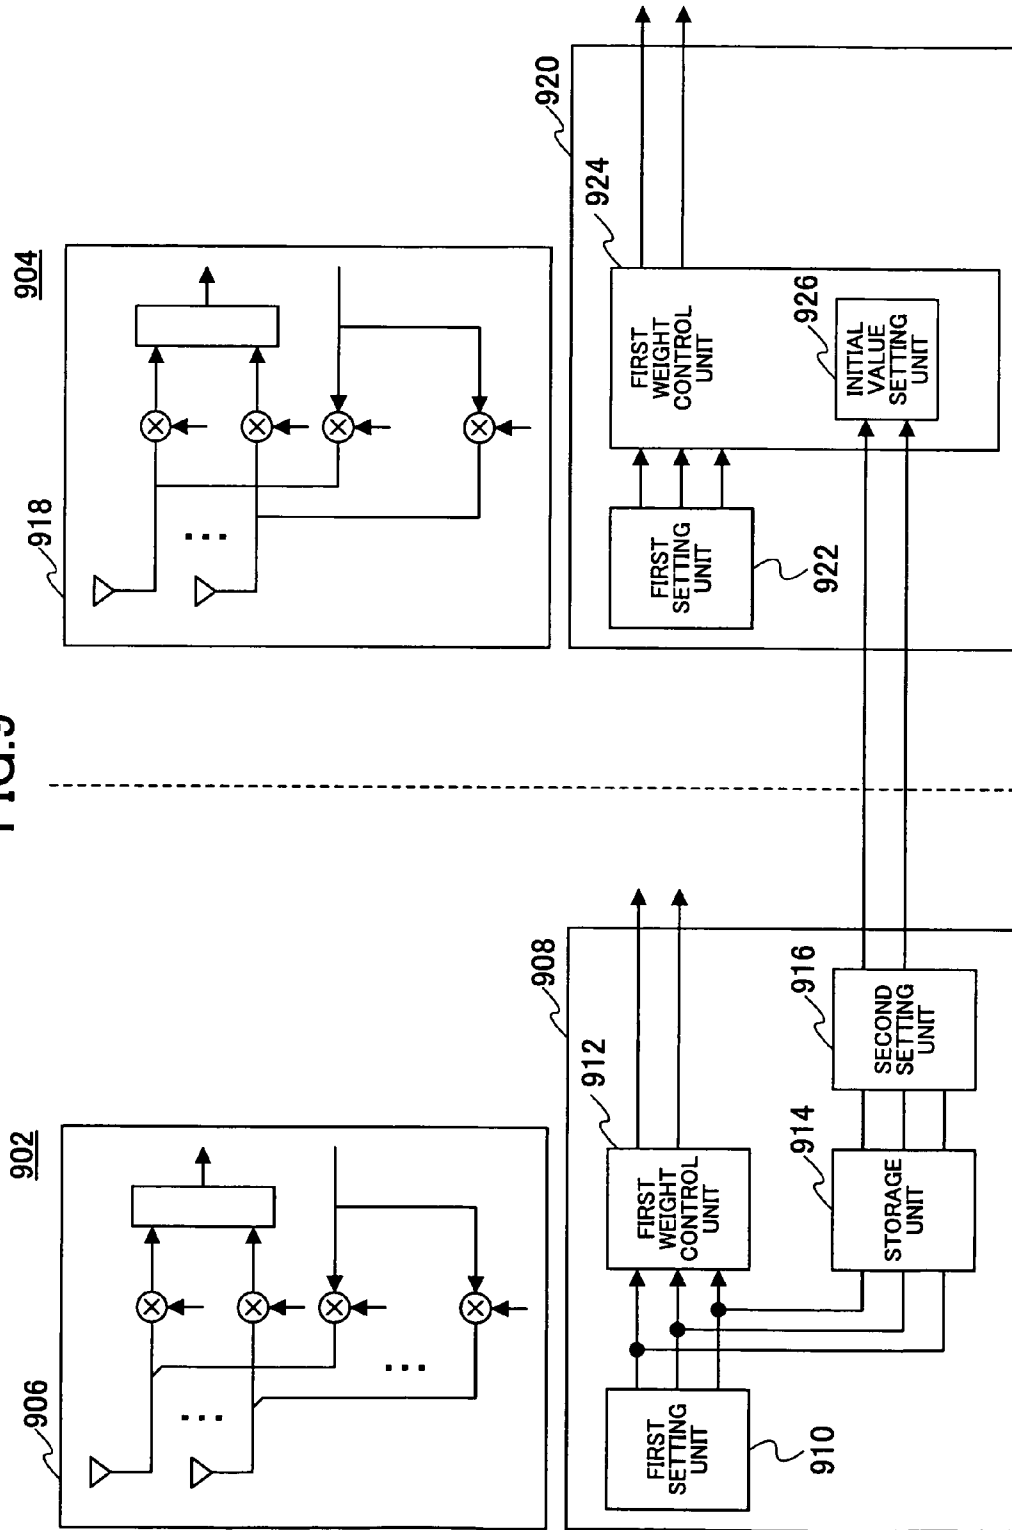 FIG.9
902
906
904
918
908
912
FIRST
WEIGHT
CONTROL
UNIT
FIRST
SETTING
UNIT
910
914
STORAGE
UNIT
916
SECOND
SETTING
UNIT
920
924
FIRST
WEIGHT
CONTROL
UNIT
FIRST
SETTING
UNIT
922
926
INITIAL
VALUE
SETTING
UNIT